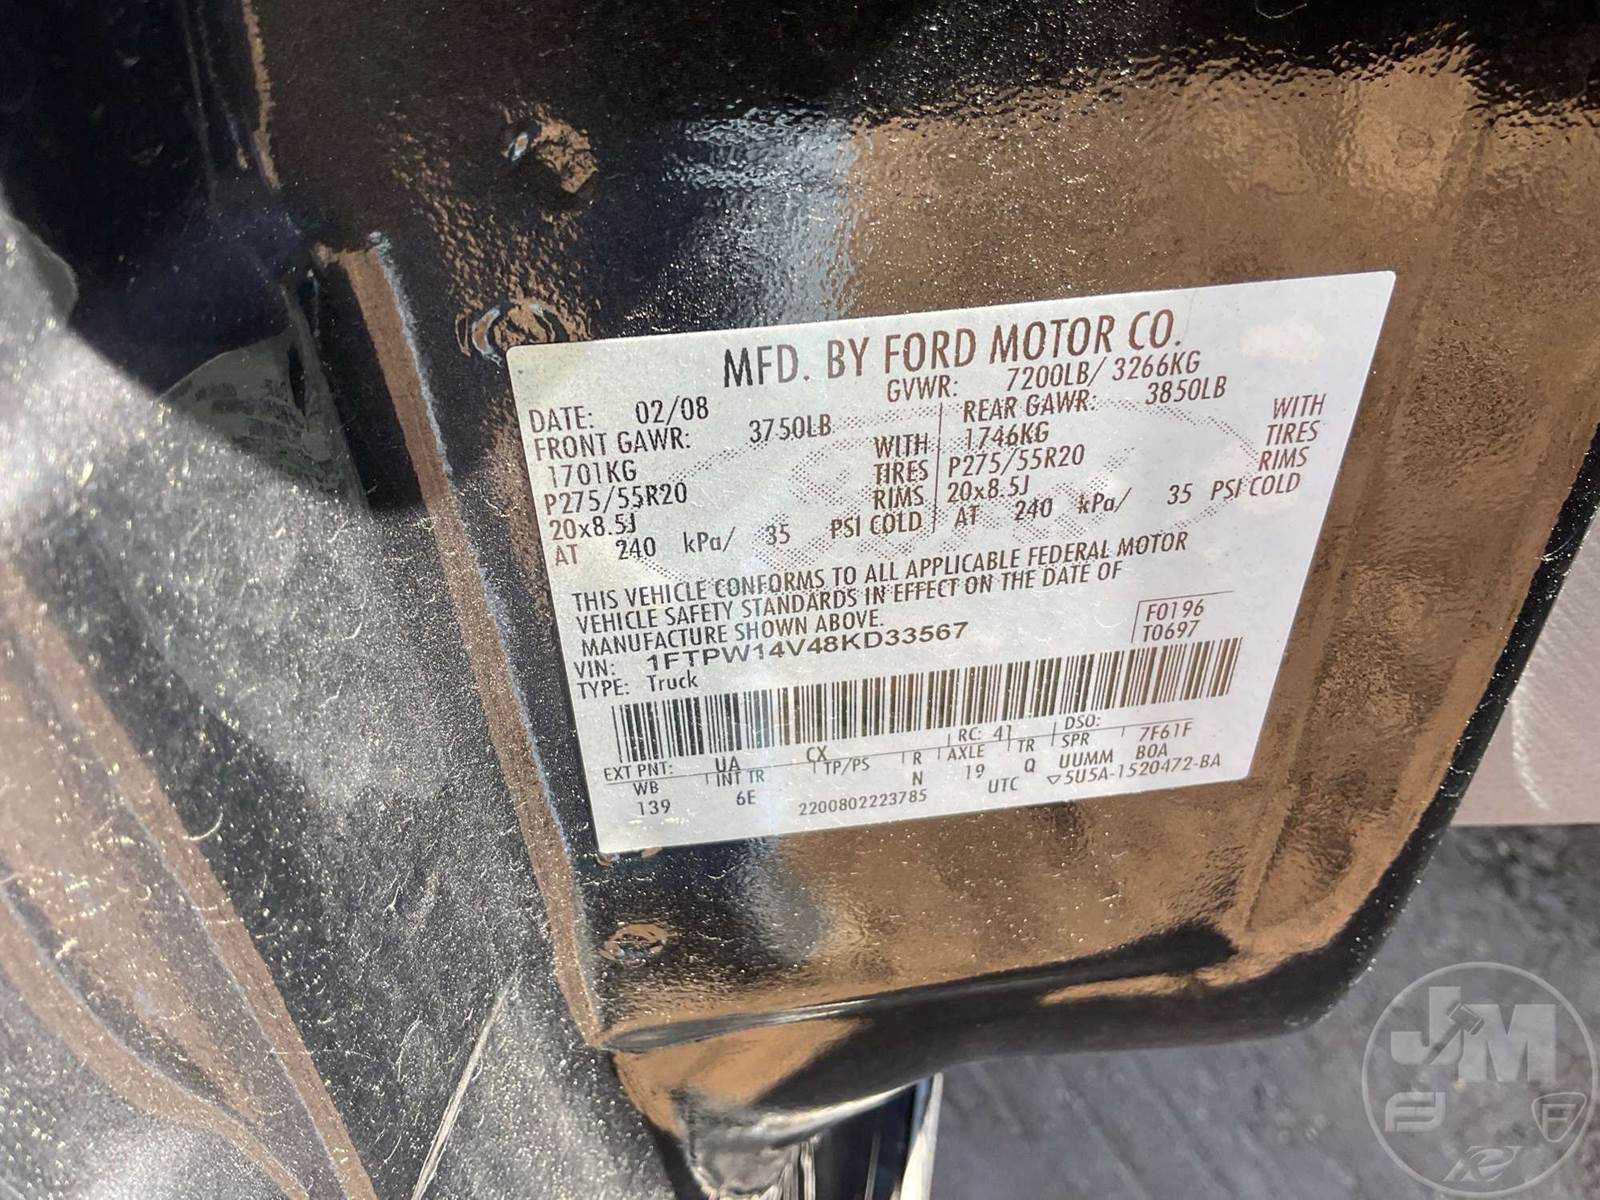 MFD. BY FORD MOTOR CO.
DATE: 02/08 GVWR: 7200LB/ 3266KG
FRONT GAWR: 3750LB REAR GAWR: 3850LB
1701KG WITH 1746KG WITH
P275/55R20 TIRES P275/55R20 TIRES
20x8.5J RIMS 20x8.5J RIMS
AT 240 kPa/ 35 PSI COLD AT 240 kPa/ 35 PSI COLD
THIS VEHICLE CONFORMS TO ALL APPLICABLE FEDERAL MOTOR
VEHICLE SAFETY STANDARDS IN EFFECT ON THE DATE OF
MANUFACTURE SHOWN ABOVE.
VIN: 1FTPW14V48KD33567
F0196
TYPE: Truck
T0697
EXT PNT: UA CX RC: 41 DSO:
WB INT TR TP/PS R AXLE TR SPR 7F61F
139 6E N 19 Q UUMM B0A
2200802223785 UTC ▽5U5A-1520472-BA
JM